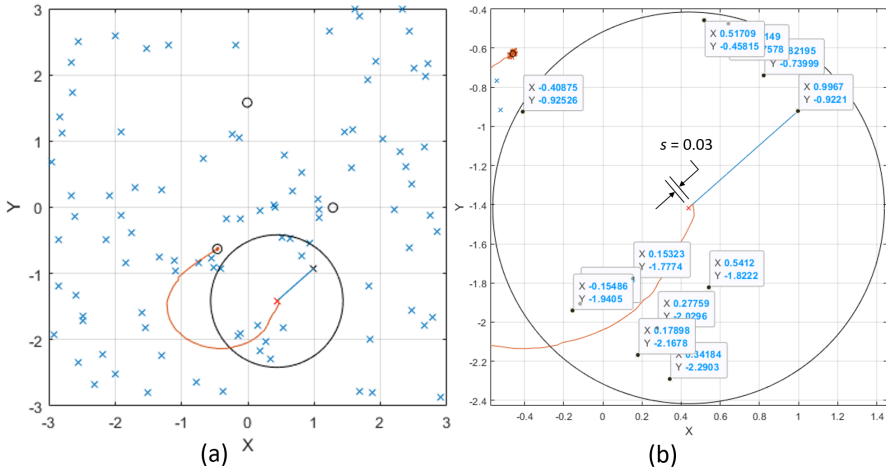 3
2
1
0
-1
-2
-3
Y
-3
-2
-1
0
1
2
3
X
(a)
-0.4
-0.6
-0.8
-1
-1.2
-1.4
-1.6
-1.8
-2
-2.2
-2.4
Y
X 0.51709
Y -0.45815
149
7578
82195
-0.73999
X -0.40875
Y -0.92526
X 0.9967
Y -0.9221
s = 0.03
X 0.15323
Y -1.7774
X 0.5412
Y -1.8222
X -0.15486
Y -1.9405
X 0.27759
Y -2.0296
X 0.17898
Y -2.1678
X 0.34184
Y -2.2903
-0.4
-0.2
0
0.2
0.4
0.6
0.8
1
1.2
1.4
X
(b)